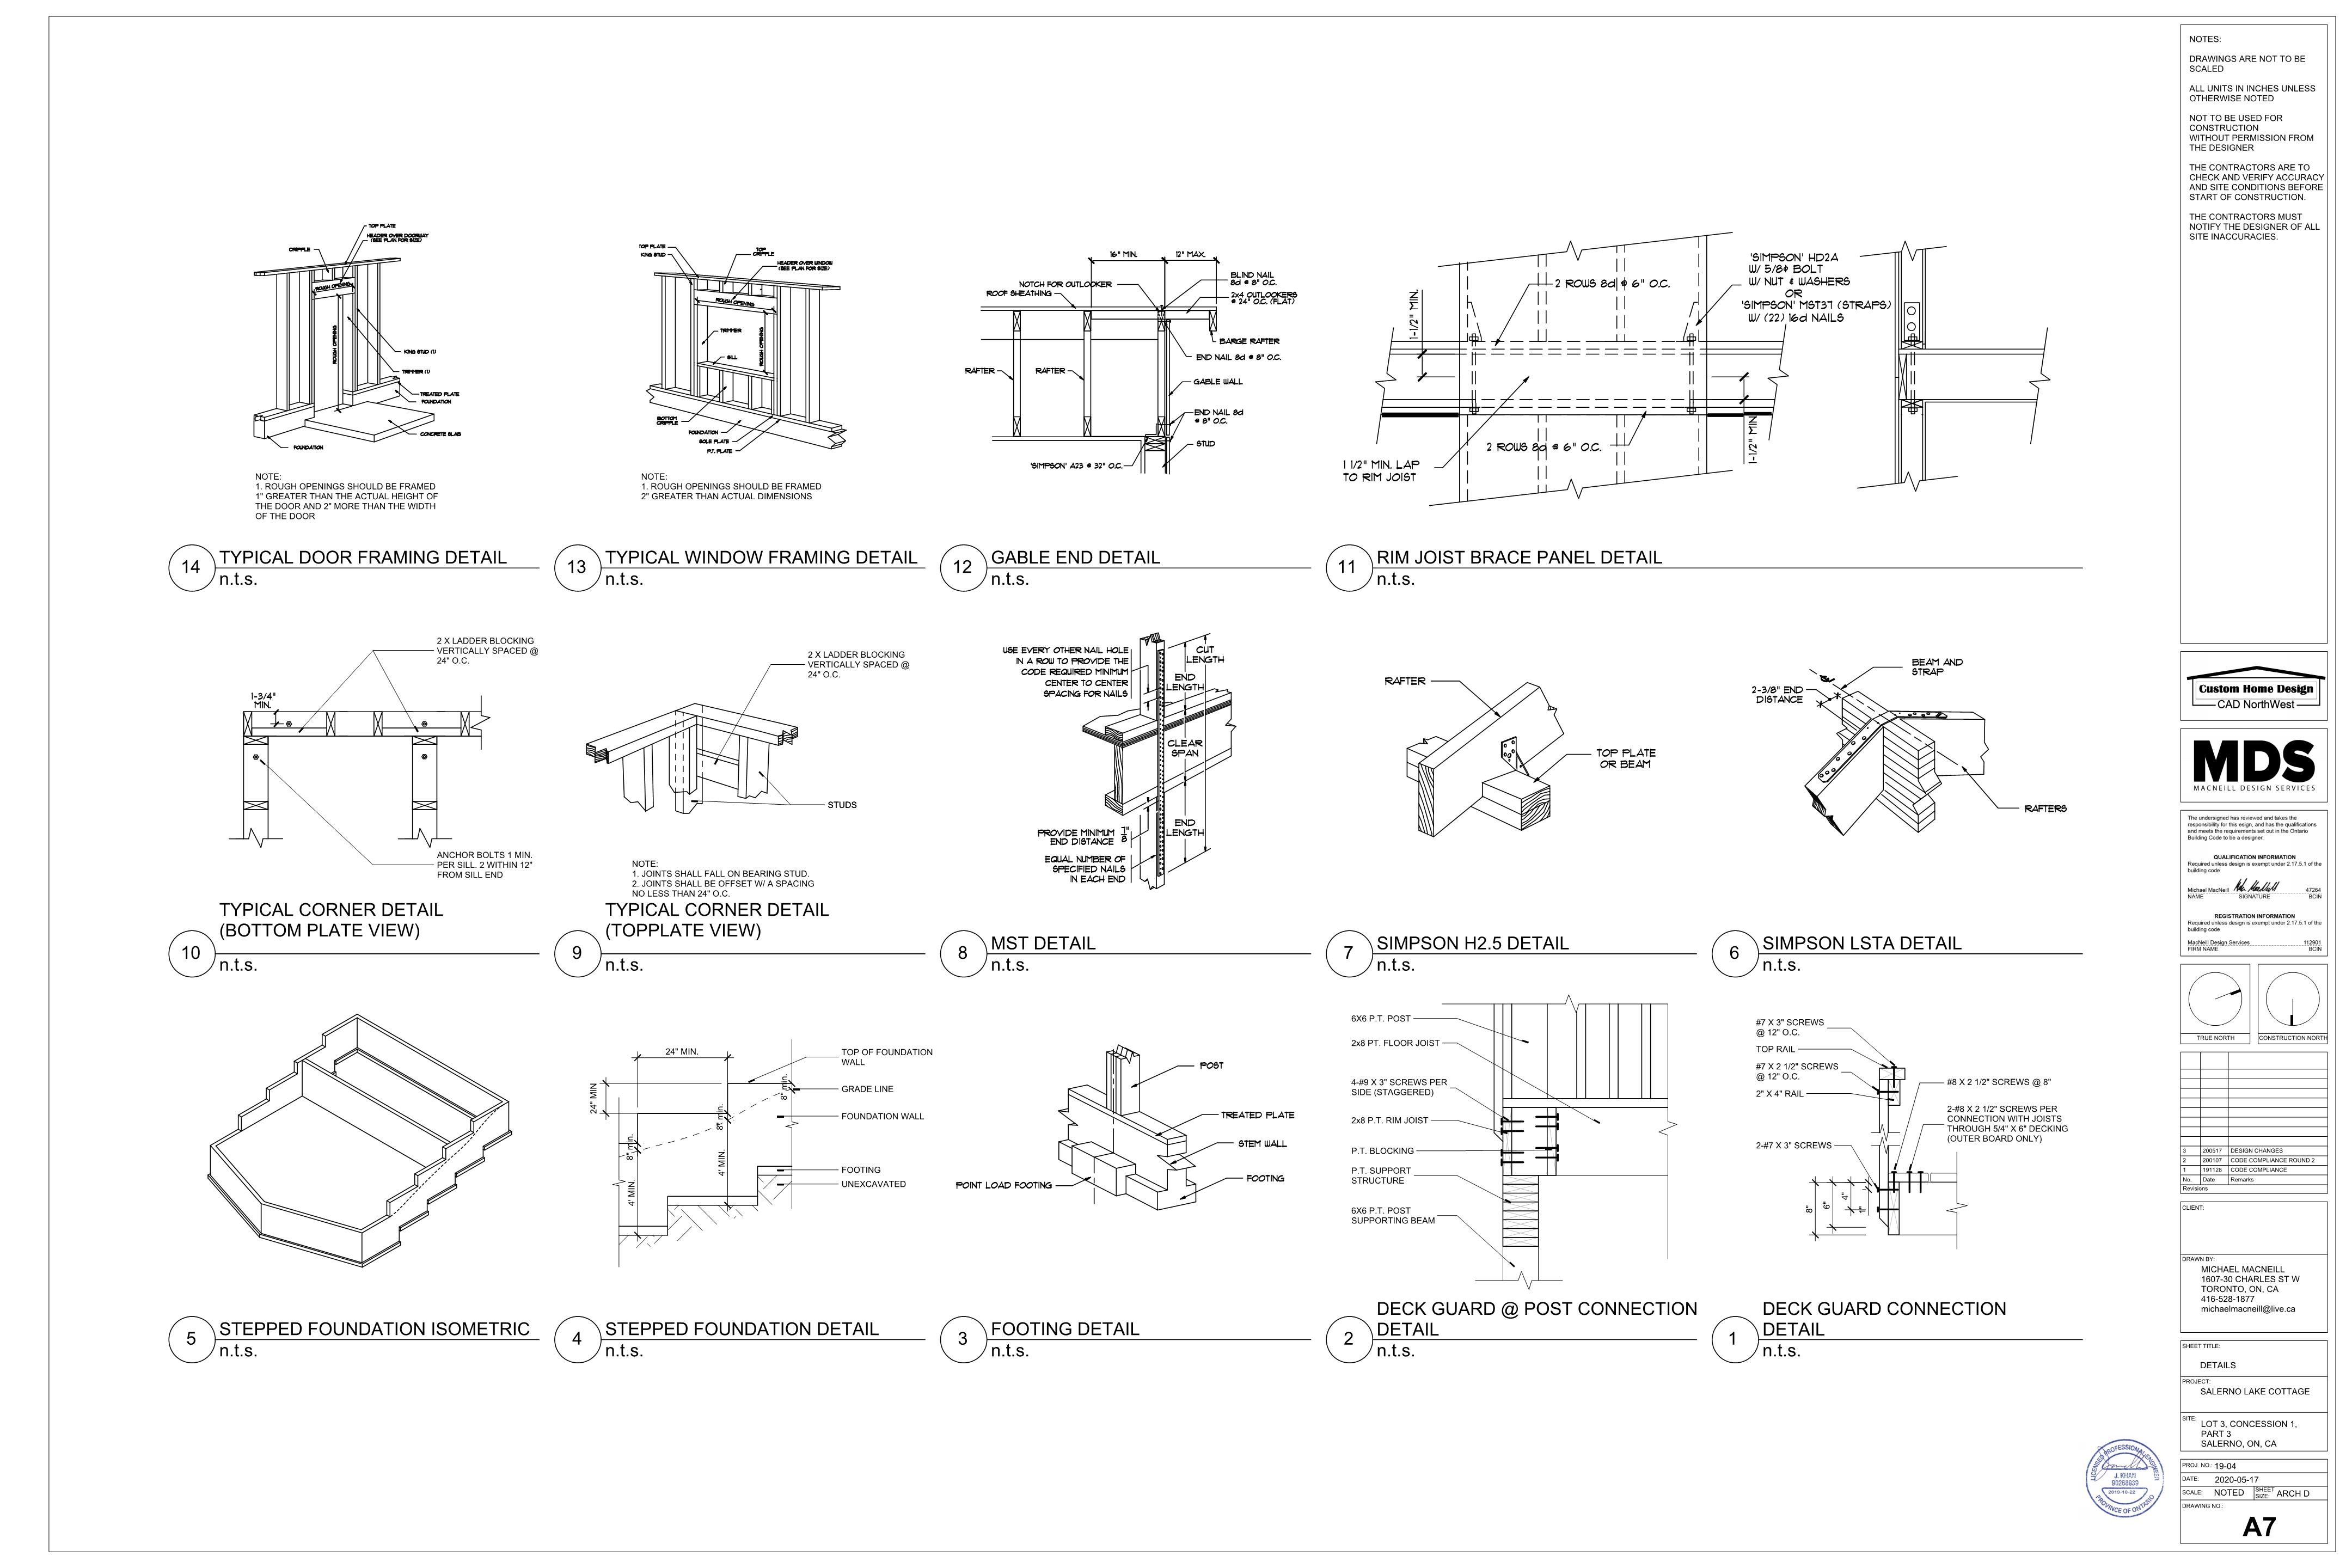 TOP PLATE
HEADER OVER DOORWAY
(SEE PLAN FOR SIZE)
CRIPPLE
ROUGH OPENING
ROUGH OPENING
KING STUD (1)
TRIMMER (1)
TREATED PLATE
FOUNDATION
CONCRETE SLAB
FOUNDATION
NOTE:
1. ROUGH OPENINGS SHOULD BE FRAMED
1" GREATER THAN THE ACTUAL HEIGHT OF
THE DOOR AND 2" MORE THAN THE WIDTH
OF THE DOOR
14
TYPICAL DOOR FRAMING DETAIL
n.t.s.
TOP PLATE
KING STUD
TOP
CRIPPLE
HEADER OVER WINDOW
(SEE PLAN FOR SIZE)
ROUGH OPENING
TRIMMER
ROUGH OPENING
SILL
BOTTOM
CRIPPLE
FOUNDATION
SOLE PLATE
P.T. PLATE
NOTE:
1. ROUGH OPENINGS SHOULD BE FRAMED
2" GREATER THAN ACTUAL DIMENSIONS
13
TYPICAL WINDOW FRAMING DETAIL
n.t.s.
16" MIN.
12" MAX.
NOTCH FOR OUTLOOKER
ROOF SHEATHING
BLIND NAIL
8d @ 8" O.C.
2x4 OUTLOOKERS
@ 24" O.C. (FLAT)
BARGE RAFTER
END NAIL 8d @ 8" O.C.
RAFTER
RAFTER
GABLE WALL
END NAIL 8d
@ 8" O.C.
STUD
'SIMPSON' A23 @ 32" O.C.
12
GABLE END DETAIL
n.t.s.
'SIMPSON' HD2A
W/ 5/8ϕ BOLT
W/ NUT & WASHERS
OR
'SIMPSON' MST37 (STRAPS)
W/ (22) 16d NAILS
2 ROWS 8d @ 6" O.C.
1-1/2" MIN.
2 ROWS 8d @ 6" O.C.
1-1/2" MIN.
1 1/2" MIN. LAP
TO RIM JOIST
11
RIM JOIST BRACE PANEL DETAIL
n.t.s.
2 X LADDER BLOCKING
VERTICALLY SPACED @
24" O.C.
1-3/4"
MIN.
ANCHOR BOLTS 1 MIN.
PER SILL. 2 WITHIN 12"
FROM SILL END
10
TYPICAL CORNER DETAIL
(BOTTOM PLATE VIEW)
n.t.s.
2 X LADDER BLOCKING
VERTICALLY SPACED @
24" O.C.
STUDS
NOTE:
1. JOINTS SHALL FALL ON BEARING STUD.
2. JOINTS SHALL BE OFFSET W/ A SPACING
NO LESS THAN 24" O.C.
9
TYPICAL CORNER DETAIL
(TOPPLATE VIEW)
n.t.s.
USE EVERY OTHER NAIL HOLE
IN A ROW TO PROVIDE THE
CODE REQUIRED MINIMUM
CENTER TO CENTER
SPACING FOR NAILS
CUT
LENGTH
END
LENGTH
CLEAR
SPAN
END
LENGTH
PROVIDE MINIMUM 7"
END DISTANCE 8
EQUAL NUMBER OF
SPECIFIED NAILS
IN EACH END
8
MST DETAIL
n.t.s.
RAFTER
TOP PLATE
OR BEAM
7
SIMPSON H2.5 DETAIL
n.t.s.
BEAM AND
STRAP
2-3/8" END
DISTANCE
RAFTERS
6
SIMPSON LSTA DETAIL
n.t.s.
5
STEPPED FOUNDATION ISOMETRIC
n.t.s.
24" MIN.
24" MIN
8" min.
8" min.
8" min.
4' MIN.
4' MIN.
TOP OF FOUNDATION
WALL
GRADE LINE
FOUNDATION WALL
FOOTING
UNEXCAVATED
4
STEPPED FOUNDATION DETAIL
n.t.s.
POST
TREATED PLATE
STEM WALL
FOOTING
POINT LOAD FOOTING
3
FOOTING DETAIL
n.t.s.
6X6 P.T. POST
2x8 PT. FLOOR JOIST
4-#9 X 3" SCREWS PER
SIDE (STAGGERED)
2x8 P.T. RIM JOIST
P.T. BLOCKING
P.T. SUPPORT
STRUCTURE
6X6 P.T. POST
SUPPORTING BEAM
2
DECK GUARD @ POST CONNECTION
DETAIL
n.t.s.
#7 X 3" SCREWS
@ 12" O.C.
TOP RAIL
#7 X 2 1/2" SCREWS
@ 12" O.C.
2" X 4" RAIL
2-#7 X 3" SCREWS
#8 X 2 1/2" SCREWS @ 8"
2-#8 X 2 1/2" SCREWS PER
CONNECTION WITH JOISTS
THROUGH 5/4" X 6" DECKING
(OUTER BOARD ONLY)
8"
6"
4"
1"
1
DECK GUARD CONNECTION
DETAIL
n.t.s.
NOTES:
DRAWINGS ARE NOT TO BE
SCALED
ALL UNITS IN INCHES UNLESS
OTHERWISE NOTED
NOT TO BE USED FOR
CONSTRUCTION
WITHOUT PERMISSION FROM
THE DESIGNER
THE CONTRACTORS ARE TO
CHECK AND VERIFY ACCURACY
AND SITE CONDITIONS BEFORE
START OF CONSTRUCTION.
THE CONTRACTORS MUST
NOTIFY THE DESIGNER OF ALL
SITE INACCURACIES.
Custom Home Design
CAD NorthWest
MDS
MACNEILL DESIGN SERVICES
The undersigned has reviewed and takes the
responsibility for this esign, and has the qualifications
and meets the requirements set out in the Ontario
Building Code to be a designer.
QUALIFICATION INFORMATION
Required unless design is exempt under 2.17.5.1 of the
building code
Michael MacNeill 47264
NAME SIGNATURE BCIN
REGISTRATION INFORMATION
Required unless design is exempt under 2.17.5.1 of the
building code
MacNeill Design Services 112901
FIRM NAME BCIN
TRUE NORTH
CONSTRUCTION NORTH
3 200517 DESIGN CHANGES
2 200107 CODE COMPLIANCE ROUND 2
1 191128 CODE COMPLIANCE
No. Date Remarks
Revisions
CLIENT:
DRAWN BY:
MICHAEL MACNEILL
1607-30 CHARLES ST W
TORONTO, ON, CA
416-528-1877
michaelmacneill@live.ca
SHEET TITLE:
DETAILS
PROJECT:
SALERNO LAKE COTTAGE
SITE:
LOT 3, CONCESSION 1,
PART 3
SALERNO, ON, CA
PROJ. NO.: 19-04
DATE: 2020-05-17
SCALE: NOTED SHEET SIZE: ARCH D
DRAWING NO.:
A7
LICENSED PROFESSIONAL ENGINEER
J. KHAN
2019-10-22
PROVINCE OF ONTARIO